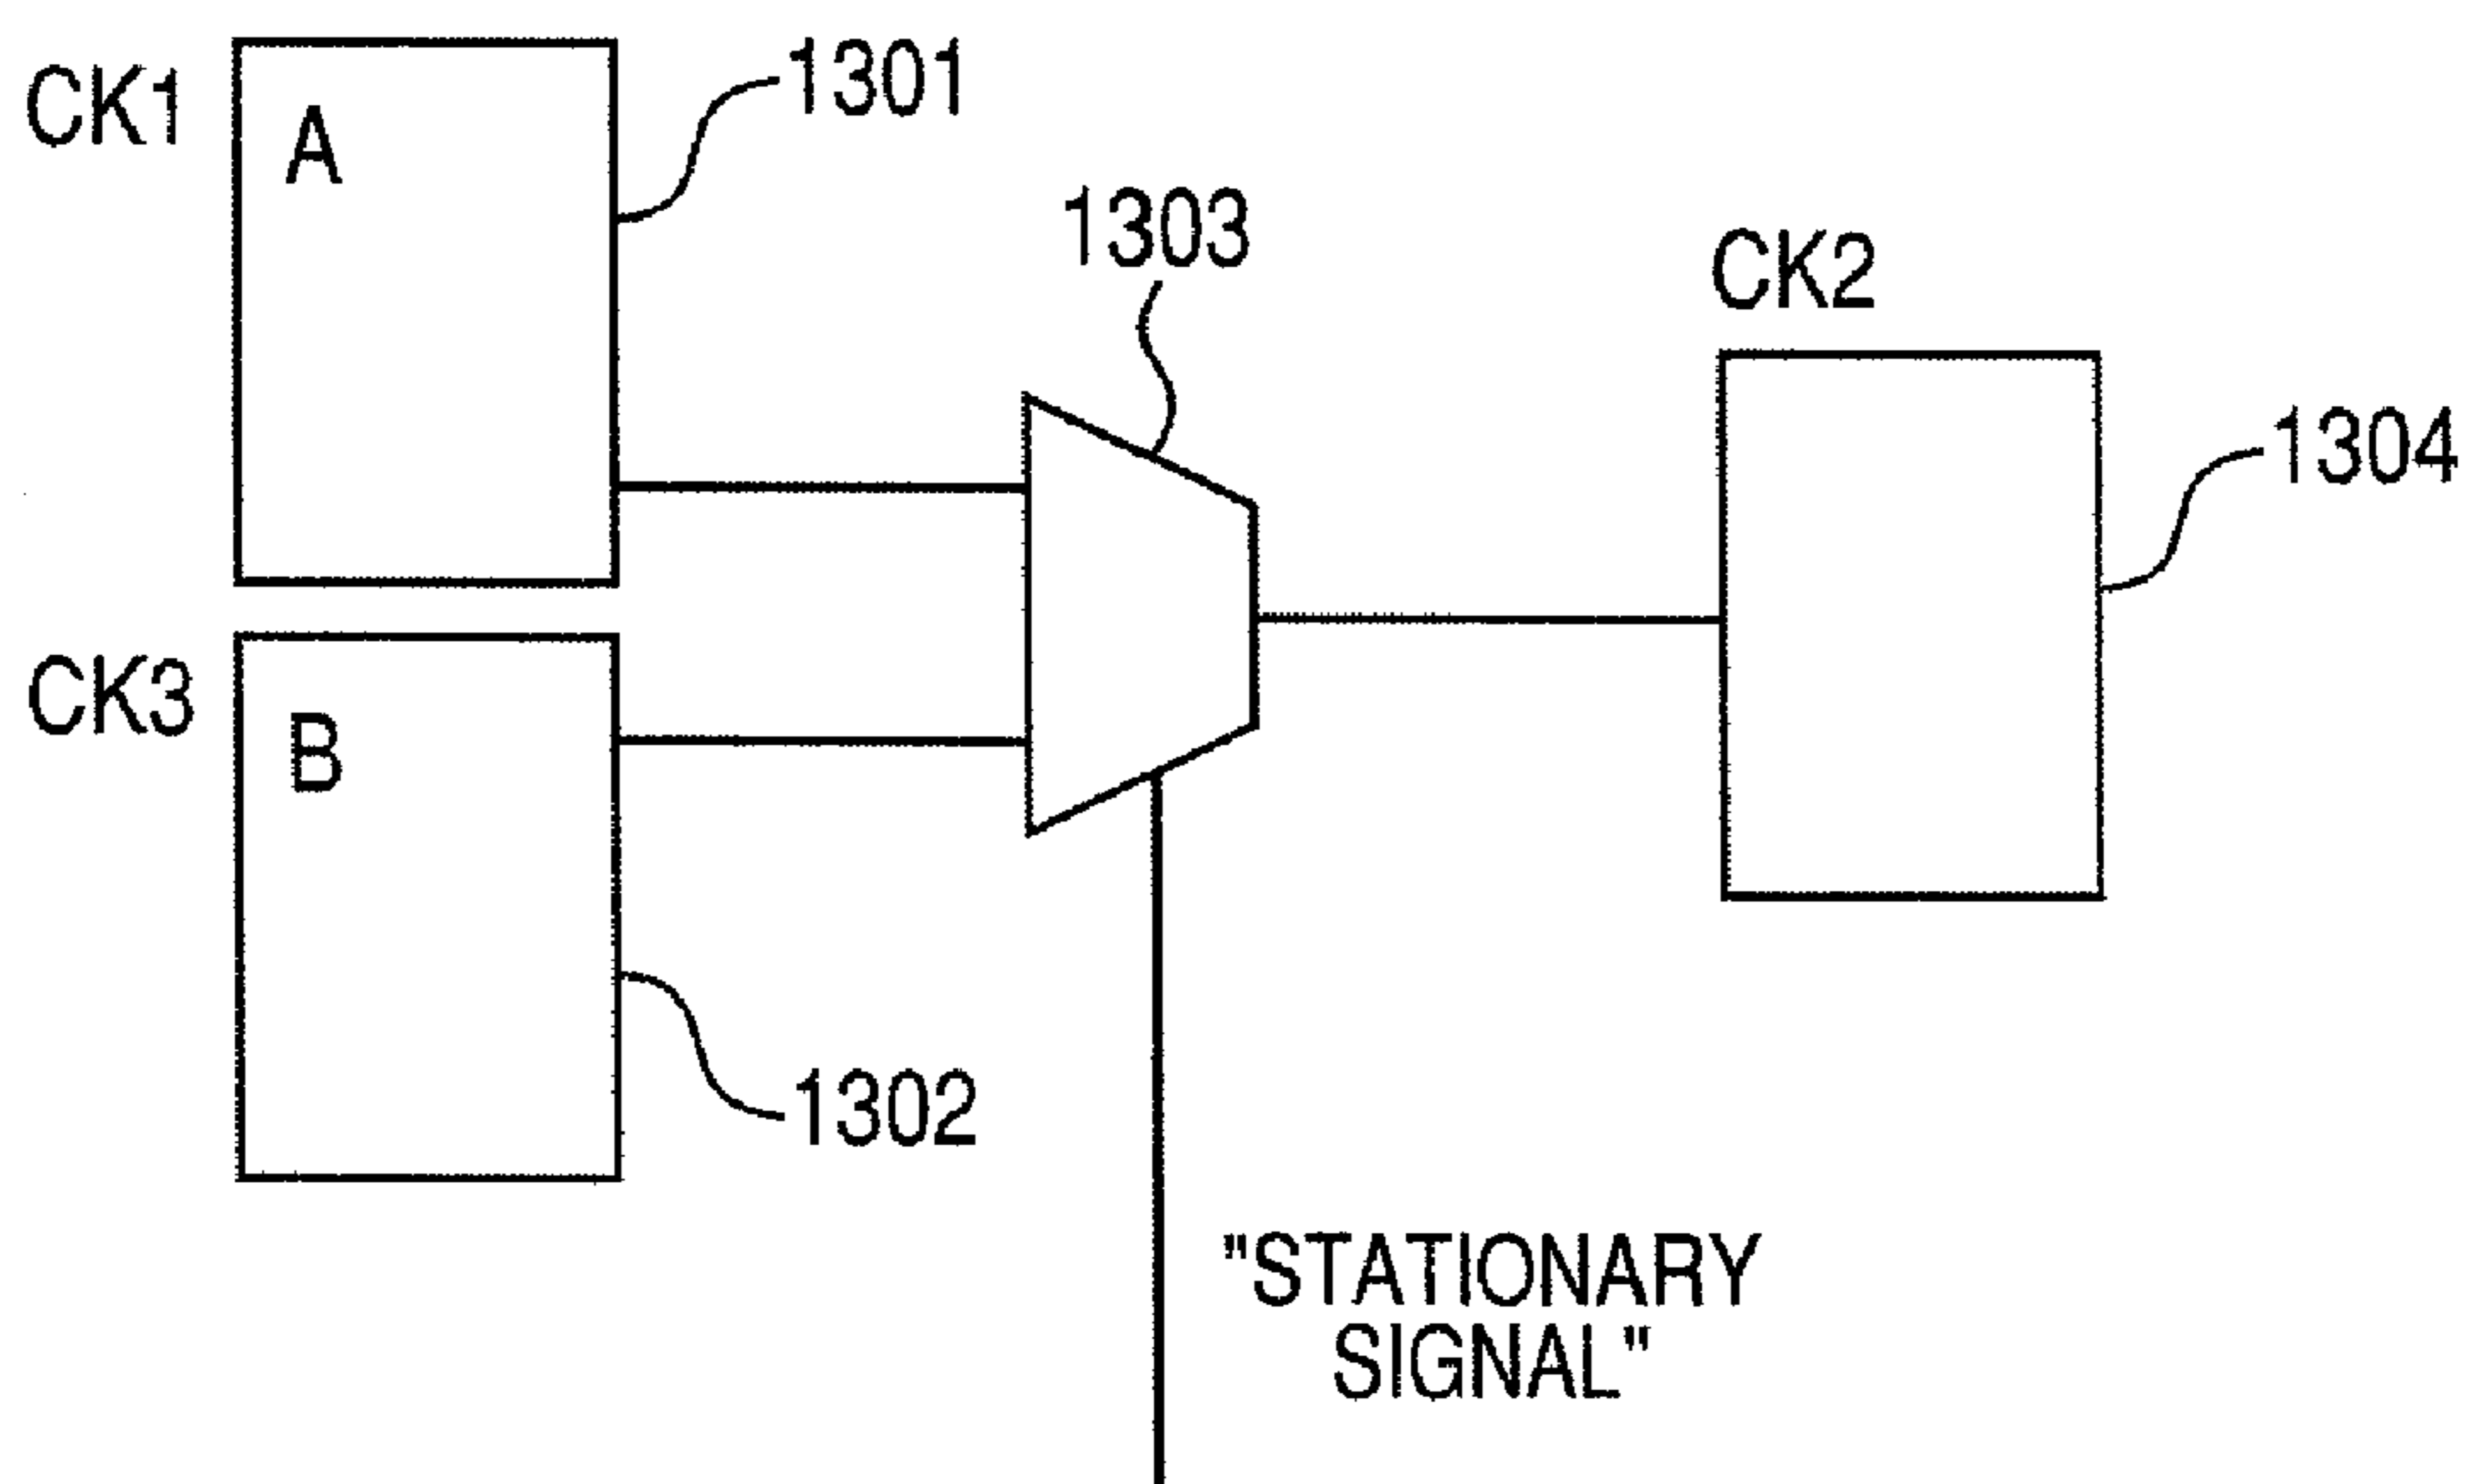 CK1
A
1301
1303
CK2
1304
CK3
B
1302
"STATIONARY
SIGNAL"